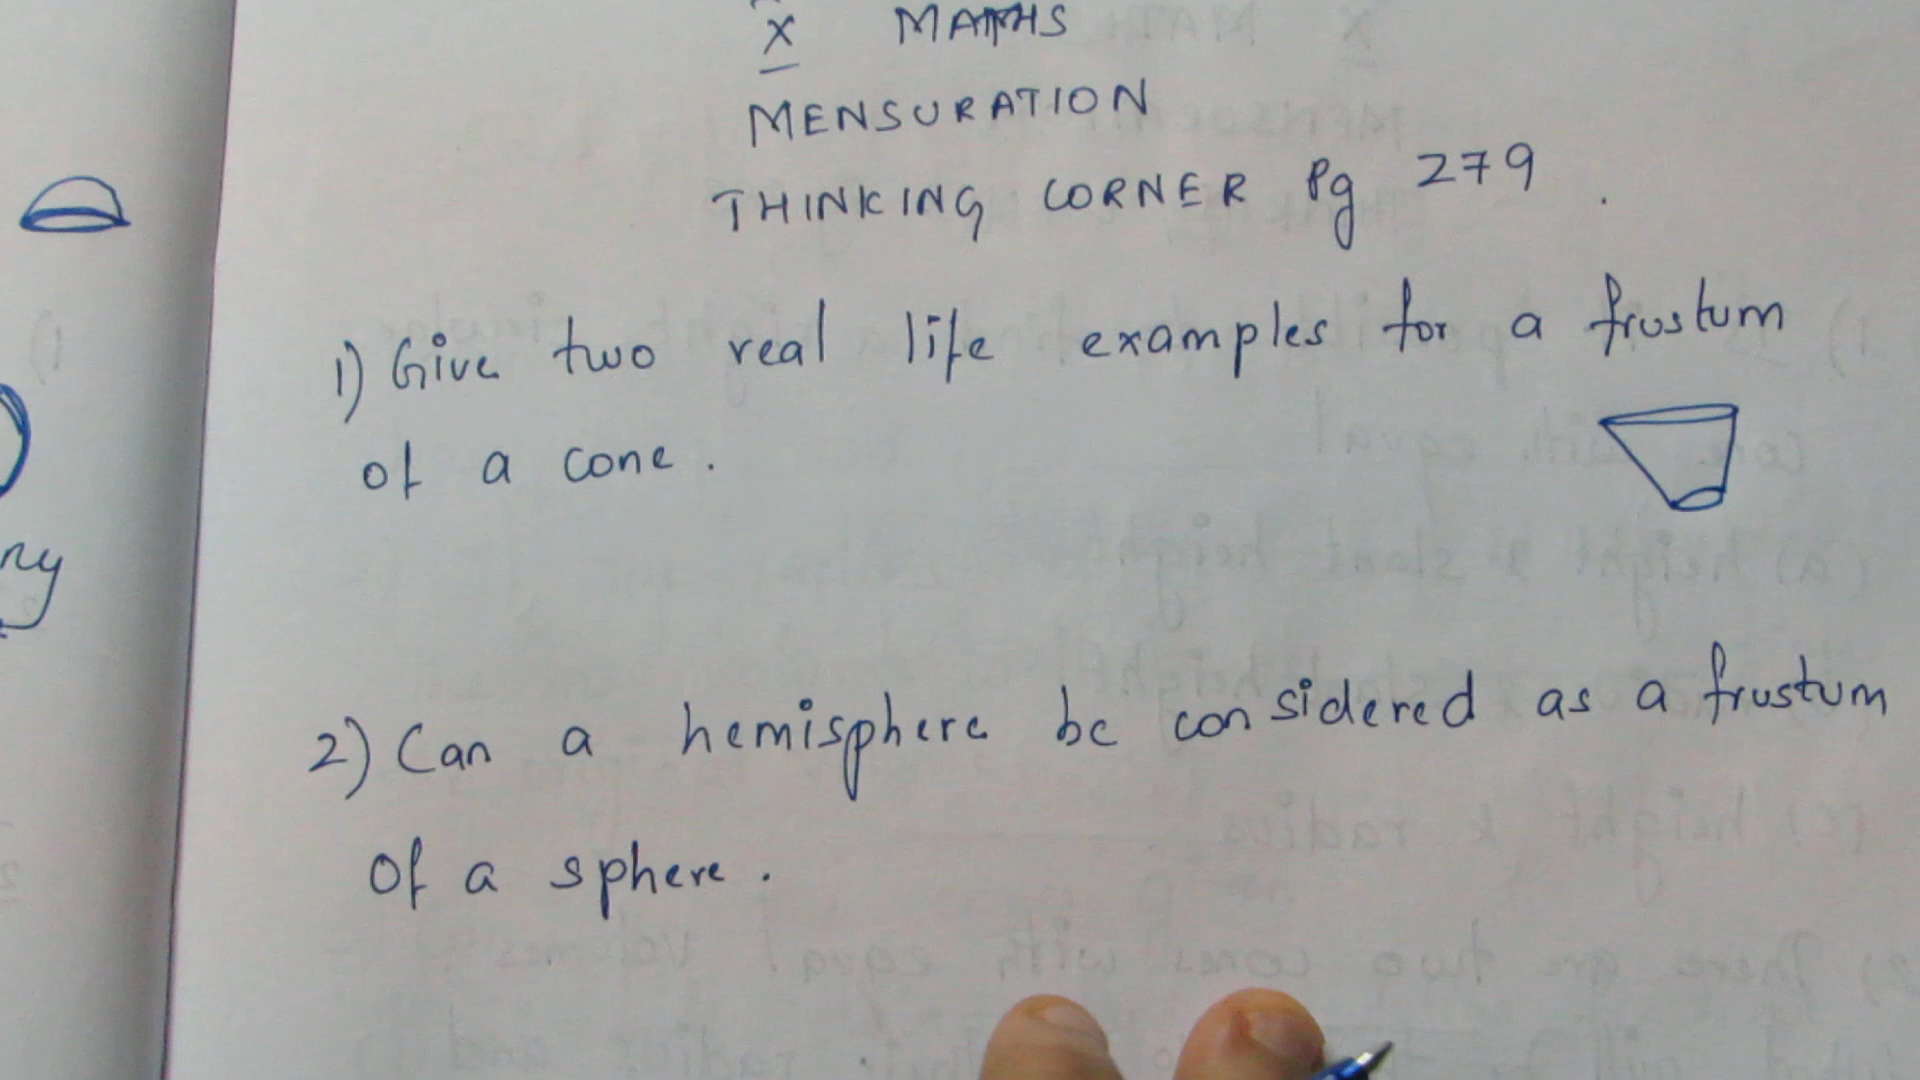 X MATHS
MENSURATION
THINKING CORNER Pg 279.
1) Give two real life examples for a frustum
of a cone.
2) Can a hemisphere be considered as a frustum
of a sphere.
ny